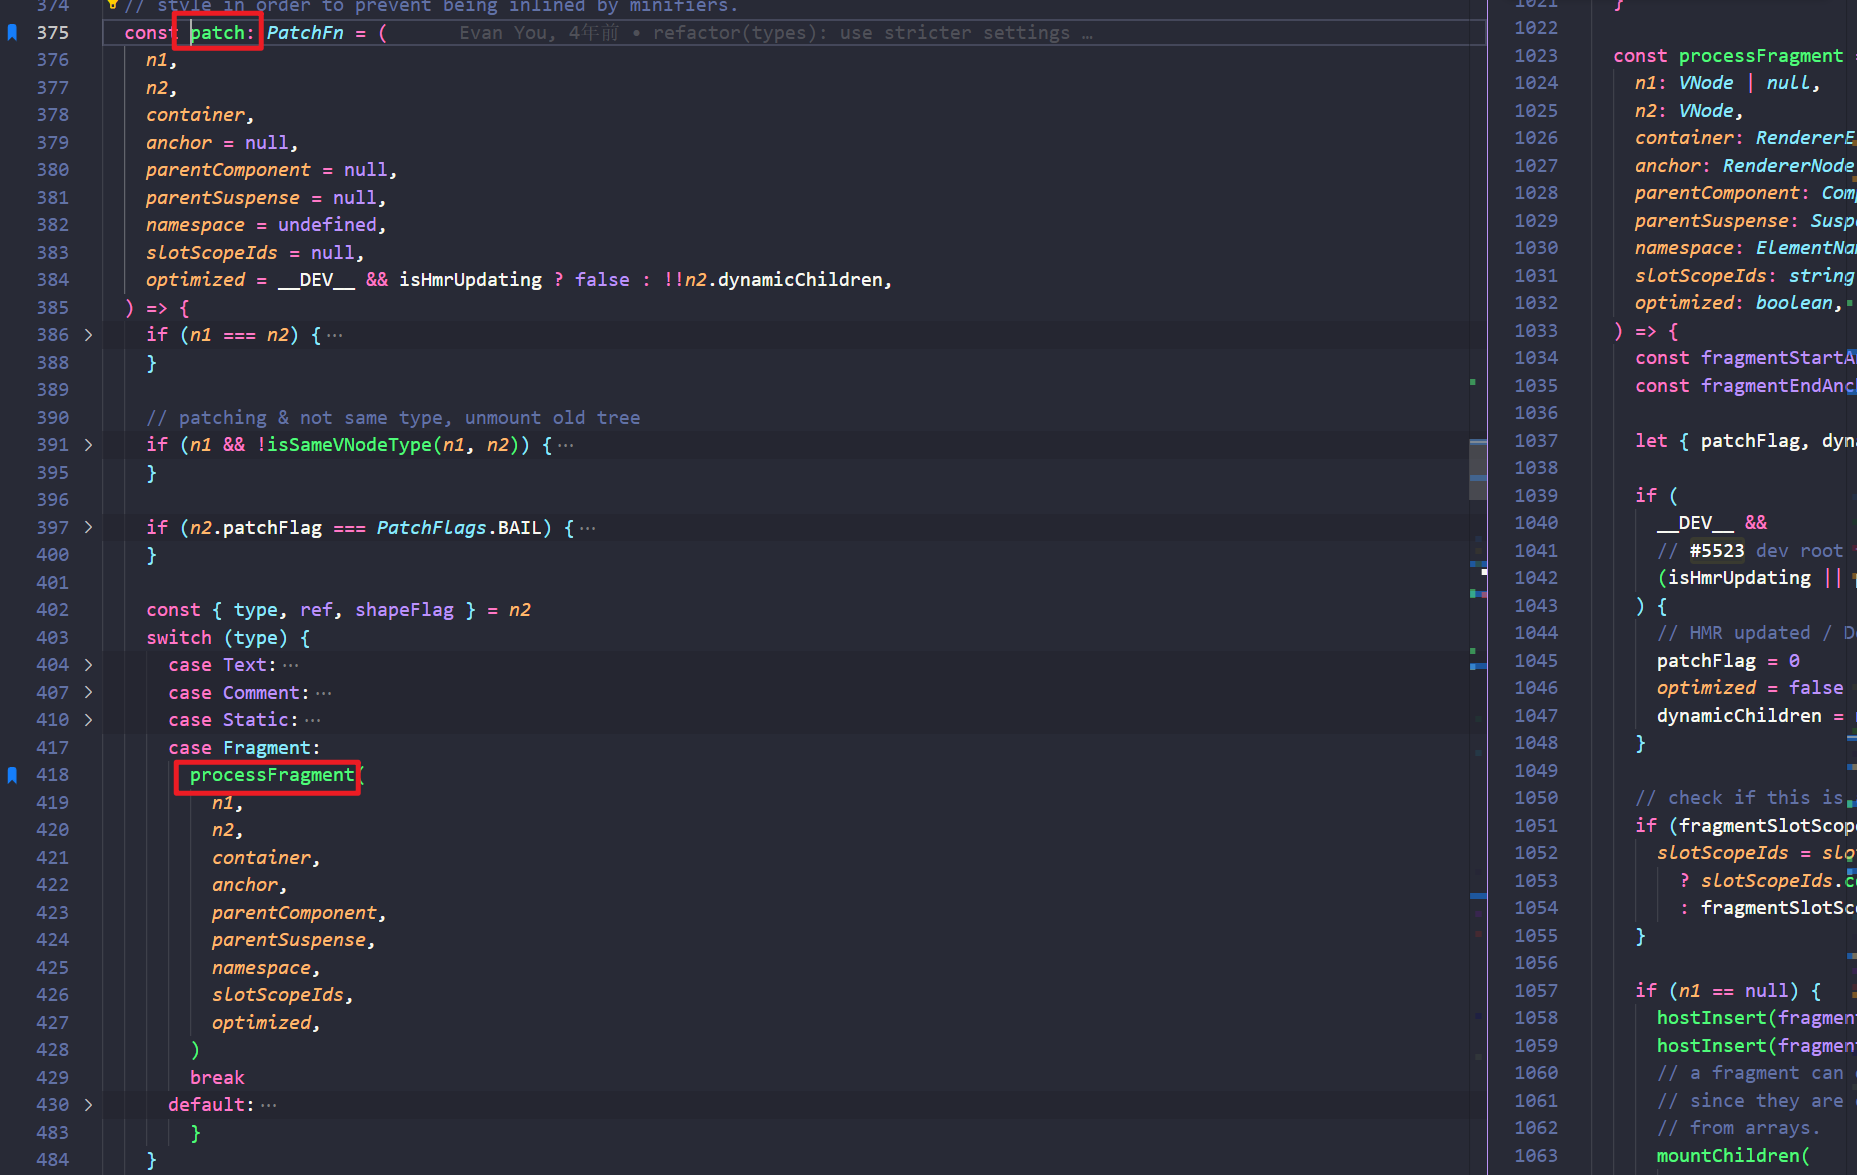 374 // style in order to prevent being inlined by minifiers.
375 const patch: PatchFn = ( Evan You, 4年前 • refactor(types): use stricter settings …
376 n1,
377 n2,
378 container,
379 anchor = null,
380 parentComponent = null,
381 parentSuspense = null,
382 namespace = undefined,
383 slotScopeIds = null,
384 optimized = __DEV__ && isHmrUpdating ? false : !!n2.dynamicChildren,
385 ) => {
386 if (n1 === n2) { ···
388 }
389
390 // patching & not same type, unmount old tree
391 if (n1 && !isSameVNodeType(n1, n2)) { ···
395 }
396
397 if (n2.patchFlag === PatchFlags.BAIL) { ···
400 }
401
402 const { type, ref, shapeFlag } = n2
403 switch (type) {
404 case Text: ···
407 case Comment: ···
410 case Static: ···
417 case Fragment:
418 processFragment(
419 n1,
420 n2,
421 container,
422 anchor,
423 parentComponent,
424 parentSuspense,
425 namespace,
426 slotScopeIds,
427 optimized,
428 )
429 break
430 default: ···
483 }
484 }
1021 }
1022
1023 const processFragment
1024 n1: VNode | null,
1025 n2: VNode,
1026 container: RendererE
1027 anchor: RendererNode
1028 parentComponent: Com
1029 parentSuspense: Susp
1030 namespace: ElementNa
1031 slotScopeIds: string
1032 optimized: boolean,
1033 ) => {
1034 const fragmentStartA
1035 const fragmentEndAnc
1036
1037 let { patchFlag, dyn
1038
1039 if (
1040 __DEV__ &&
1041 // #5523 dev root
1042 (isHmrUpdating ||
1043 ) {
1044 // HMR updated / D
1045 patchFlag = 0
1046 optimized = false
1047 dynamicChildren =
1048 }
1049
1050 // check if this is
1051 if (fragmentSlotScop
1052 slotScopeIds = slo
1053 ? slotScopeIds.c
1054 : fragmentSlotSc
1055 }
1056
1057 if (n1 == null) {
1058 hostInsert(fragmen
1059 hostInsert(fragmen
1060 // a fragment can
1061 // since they are
1062 // from arrays.
1063 mountChildren(